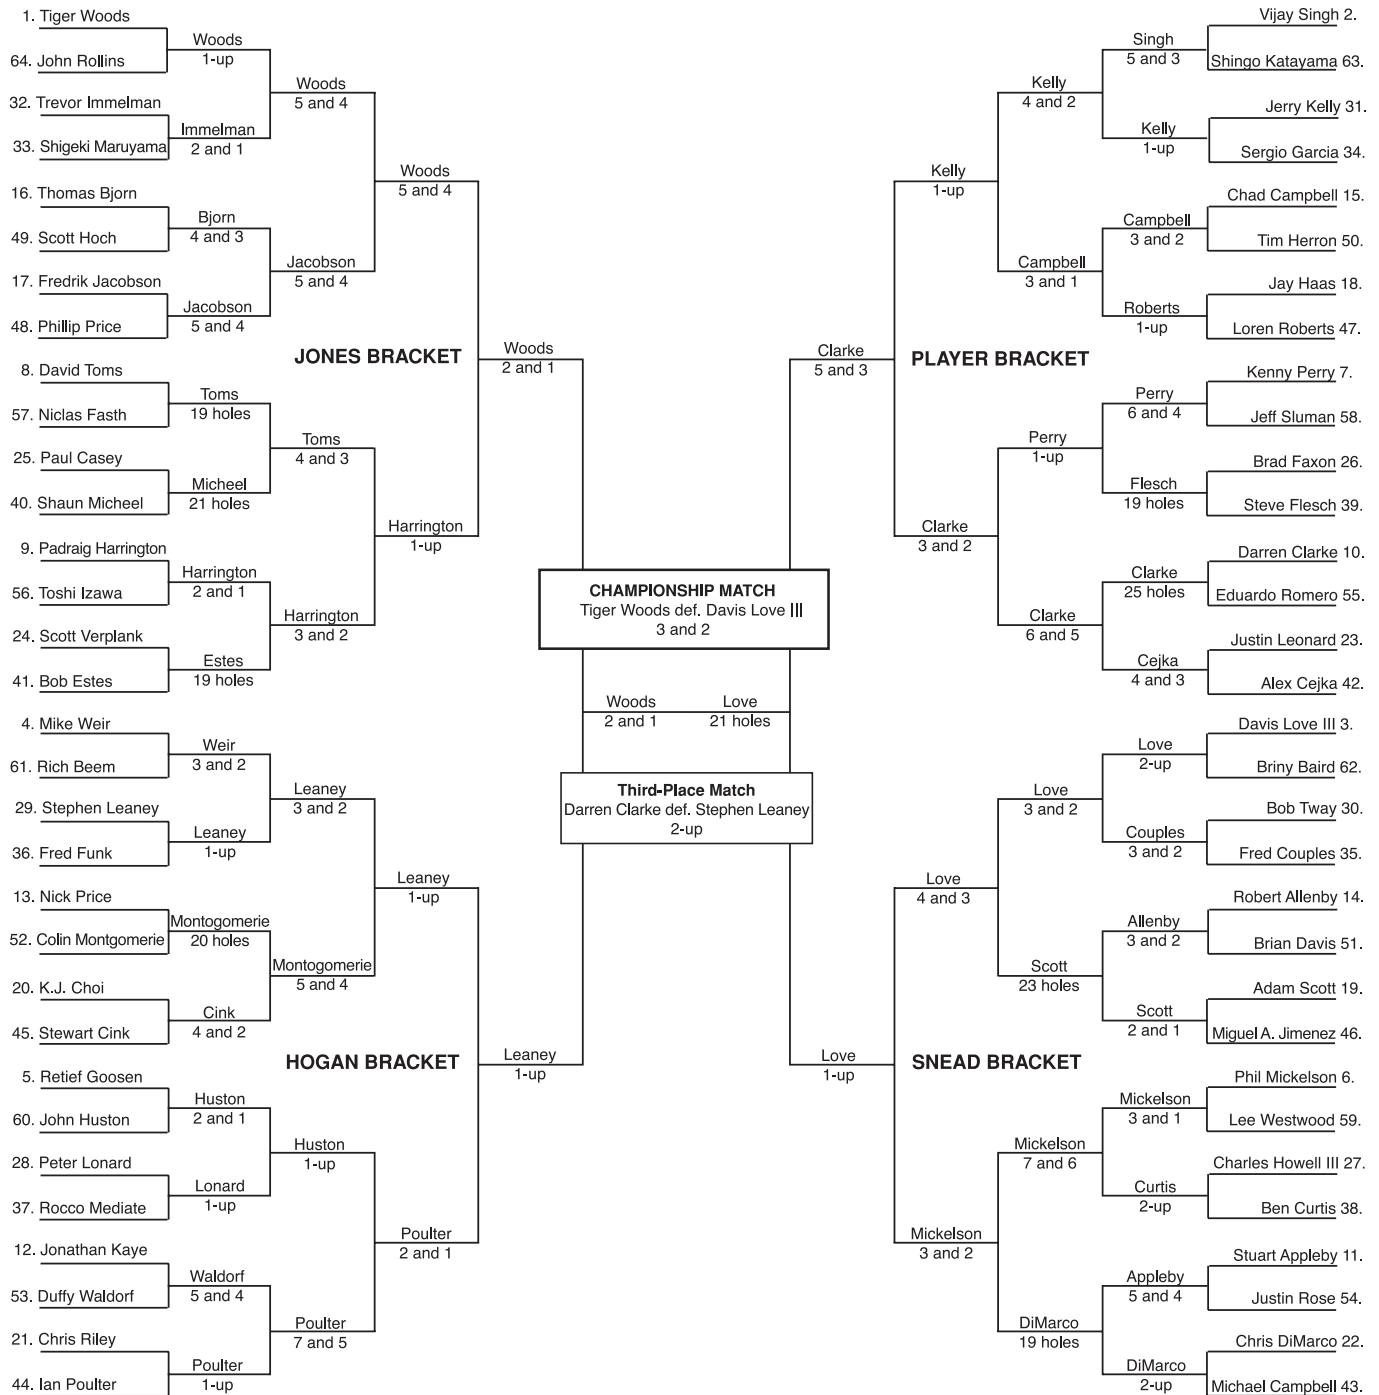 1. Tiger Woods
Woods
1-up
64. John Rollins
Woods
5 and 4
32. Trevor Immelman
Immelman
2 and 1
33. Shigeki Maruyama
Woods
5 and 4
16. Thomas Bjorn
Bjorn
4 and 3
49. Scott Hoch
Jacobson
5 and 4
17. Fredrik Jacobson
Jacobson
5 and 4
48. Phillip Price
JONES BRACKET
Woods
2 and 1
8. David Toms
Toms
19 holes
57. Niclas Fasth
Toms
4 and 3
25. Paul Casey
Micheel
21 holes
40. Shaun Micheel
Harrington
1-up
9. Padraig Harrington
Harrington
2 and 1
56. Toshi Izawa
Harrington
3 and 2
24. Scott Verplank
Estes
19 holes
41. Bob Estes
4. Mike Weir
Weir
3 and 2
61. Rich Beem
Leaney
3 and 2
29. Stephen Leaney
Leaney
1-up
36. Fred Funk
Leaney
1-up
13. Nick Price
Montogomerie
20 holes
52. Colin Montgomerie
Montogomerie
5 and 4
20. K.J. Choi
Cink
4 and 2
45. Stewart Cink
HOGAN BRACKET
Leaney
1-up
5. Retief Goosen
Huston
2 and 1
60. John Huston
Huston
1-up
28. Peter Lonard
Lonard
1-up
37. Rocco Mediate
Poulter
2 and 1
12. Jonathan Kaye
Waldorf
5 and 4
53. Duffy Waldorf
Poulter
7 and 5
21. Chris Riley
Poulter
1-up
44. Ian Poulter
CHAMPIONSHIP MATCH
Tiger Woods def. Davis Love III
3 and 2
Woods
2 and 1
Love
21 holes
Third-Place Match
Darren Clarke def. Stephen Leaney
2-up
Vijay Singh 2.
Singh
5 and 3
Shingo Katayama 63.
Kelly
4 and 2
Jerry Kelly 31.
Kelly
1-up
Sergio Garcia 34.
Kelly
1-up
Chad Campbell 15.
Campbell
3 and 2
Tim Herron 50.
Campbell
3 and 1
Jay Haas 18.
Roberts
1-up
Loren Roberts 47.
Clarke
5 and 3
PLAYER BRACKET
Kenny Perry 7.
Perry
6 and 4
Jeff Sluman 58.
Perry
1-up
Brad Faxon 26.
Flesch
19 holes
Steve Flesch 39.
Clarke
3 and 2
Darren Clarke 10.
Clarke
25 holes
Eduardo Romero 55.
Clarke
6 and 5
Justin Leonard 23.
Cejka
4 and 3
Alex Cejka 42.
Davis Love III 3.
Love
2-up
Briny Baird 62.
Love
3 and 2
Bob Tway 30.
Couples
3 and 2
Fred Couples 35.
Love
4 and 3
Robert Allenby 14.
Allenby
3 and 2
Brian Davis 51.
Scott
23 holes
Adam Scott 19.
Scott
2 and 1
Miguel A. Jimenez 46.
Love
1-up
SNEAD BRACKET
Phil Mickelson 6.
Mickelson
3 and 1
Lee Westwood 59.
Mickelson
7 and 6
Charles Howell III 27.
Curtis
2-up
Ben Curtis 38.
Mickelson
3 and 2
Stuart Appleby 11.
Appleby
5 and 4
Justin Rose 54.
DiMarco
19 holes
Chris DiMarco 22.
DiMarco
2-up
Michael Campbell 43.